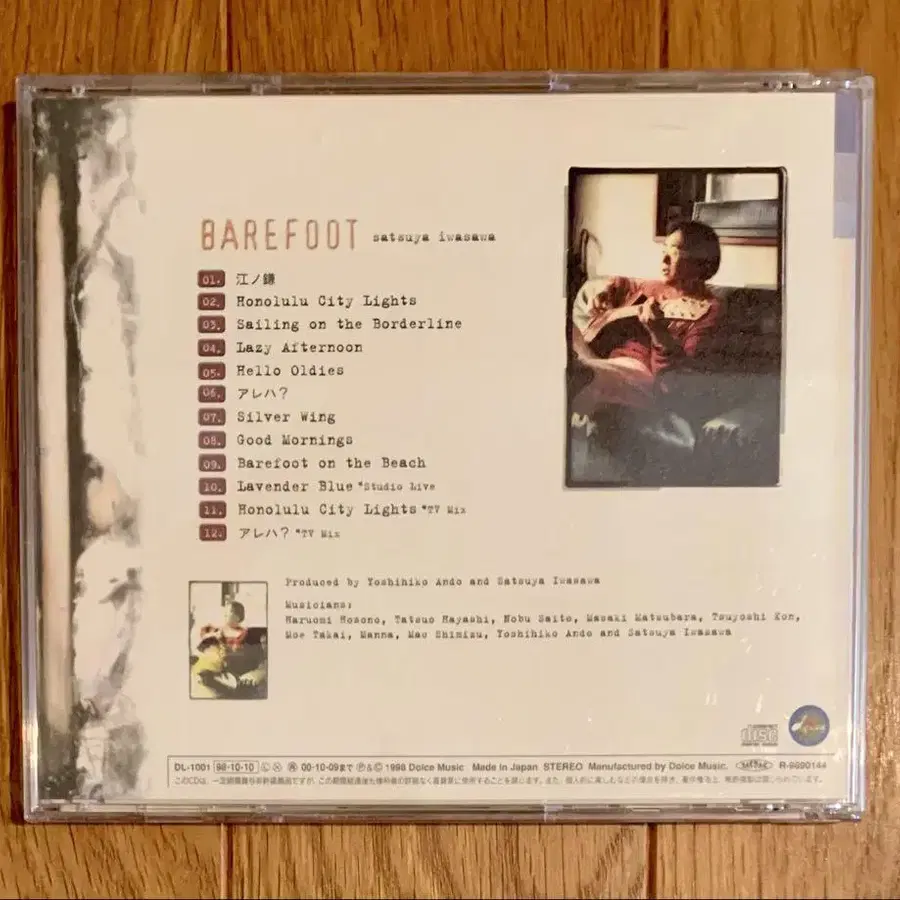 BAREFOOT satsuya iwasawa
01. 江ノ鎌
02. Honolulu City Lights
03. Sailing on the Borderline
04. Lazy Afternoon
05. Hello Oldies
06. アレハ?
07. Silver Wing
08. Good Mornings
09. Barefoot on the Beach
10. Lavender Blue *Studio Live
11. Honolulu City Lights *TV Mix
12. アレハ? *TV Mix
Produced by Yoshihiko Ando and Satsuya Iwasawa
Musicians;
Haruomi Hosono, Tatsuo Hayashi, Nobu Saito, Masaki Matsubara, Tsuyoshi Kon,
Moe Takai, Manna, Mao Shimizu, Yoshihiko Ando and Satsuya Iwasawa
DL-1001 98-10-10 00-10-09まで Ⓟ&© 1998 Dolce Music Made in Japan STEREO Manufactured by Dolce Music. R-9890144